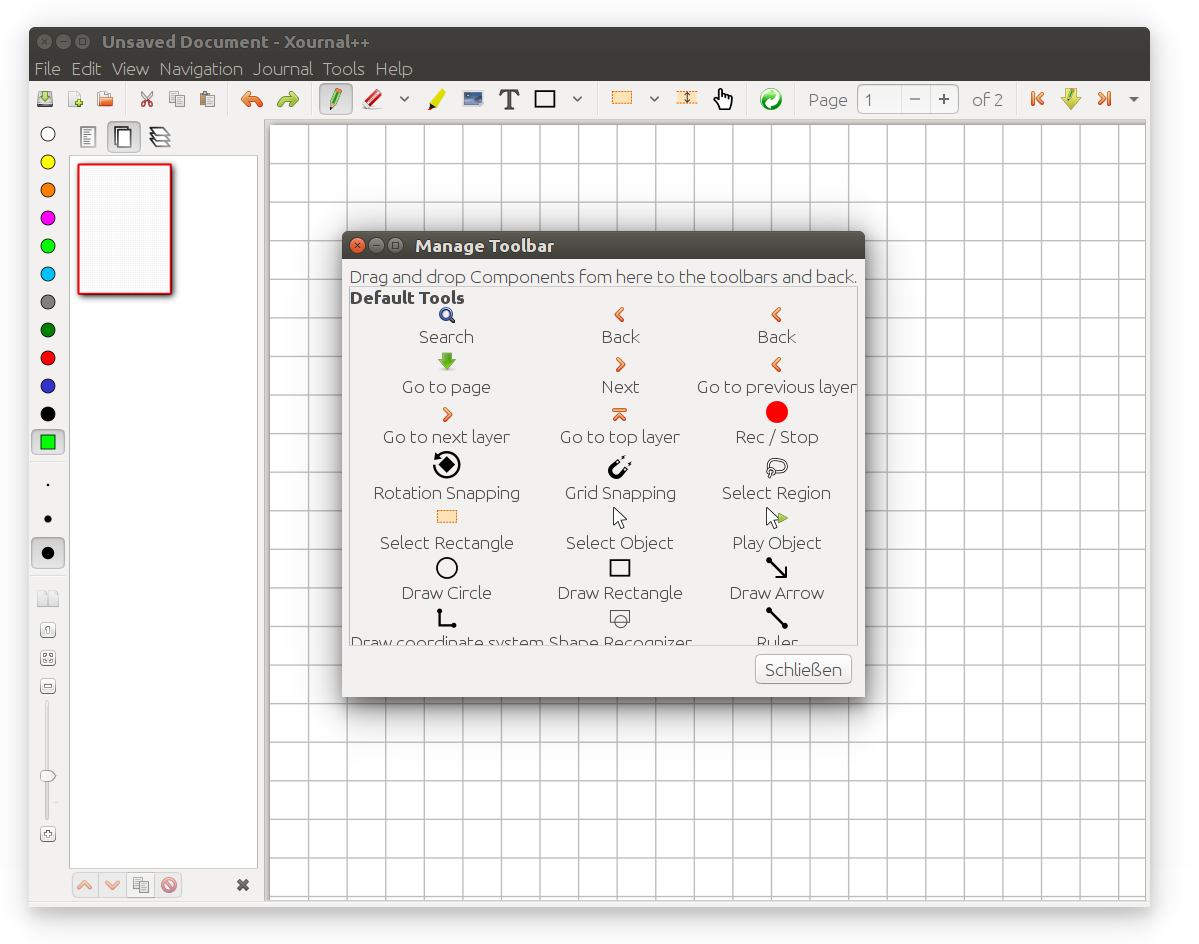 Unsaved Document - Xournal++
File Edit View Navigation Journal Tools Help
Page 1 of 2
Manage Toolbar
Drag and drop Components fom here to the toolbars and back.
Default Tools
Search Back Back
Go to page Next Go to previous layer
Go to next layer Go to top layer Rec / Stop
Rotation Snapping Grid Snapping Select Region
Select Rectangle Select Object Play Object
Draw Circle Draw Rectangle Draw Arrow
Draw coordinate system Shape Recognizer Ruler
Schließen